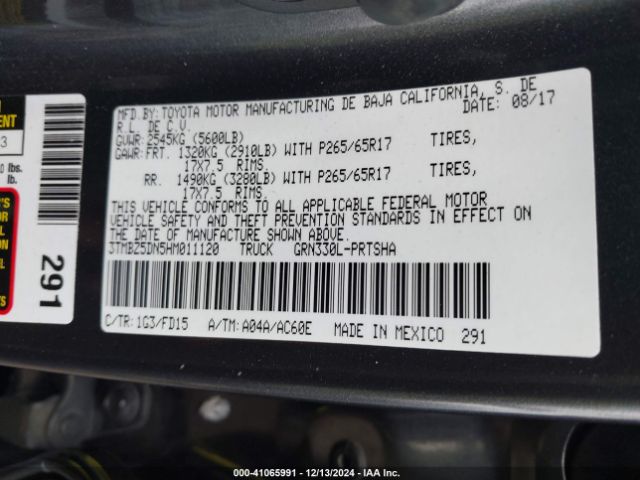 MFD.BY:TOYOTA MOTOR MANUFACTURING DE BAJA CALIFORNIA, S. DE
R.L. DE C.V. DATE: 08/17
GVWR:2545KG (5600LB)
GAWR:FRT. 1320KG (2910LB) WITH P265/65R17 TIRES,
17X7.5 RIMS
RR. 1490KG (3280LB) WITH P265/65R17 TIRES,
17X7.5 RIMS
THIS VEHICLE CONFORMS TO ALL APPLICABLE FEDERAL MOTOR
VEHICLE SAFETY AND THEFT PREVENTION STANDARDS IN EFFECT ON
THE DATE OF MANUFACTURE SHOWN ABOVE.
3TMBZ5DN5HM011120 TRUCK GRN330L-PRTSHA
C/TR:1G3/FD15 A/TM:A04A/AC60E MADE IN MEXICO 291
291
lbs.
lb.
000-41065991 - 12/13/2024 - IAA Inc.